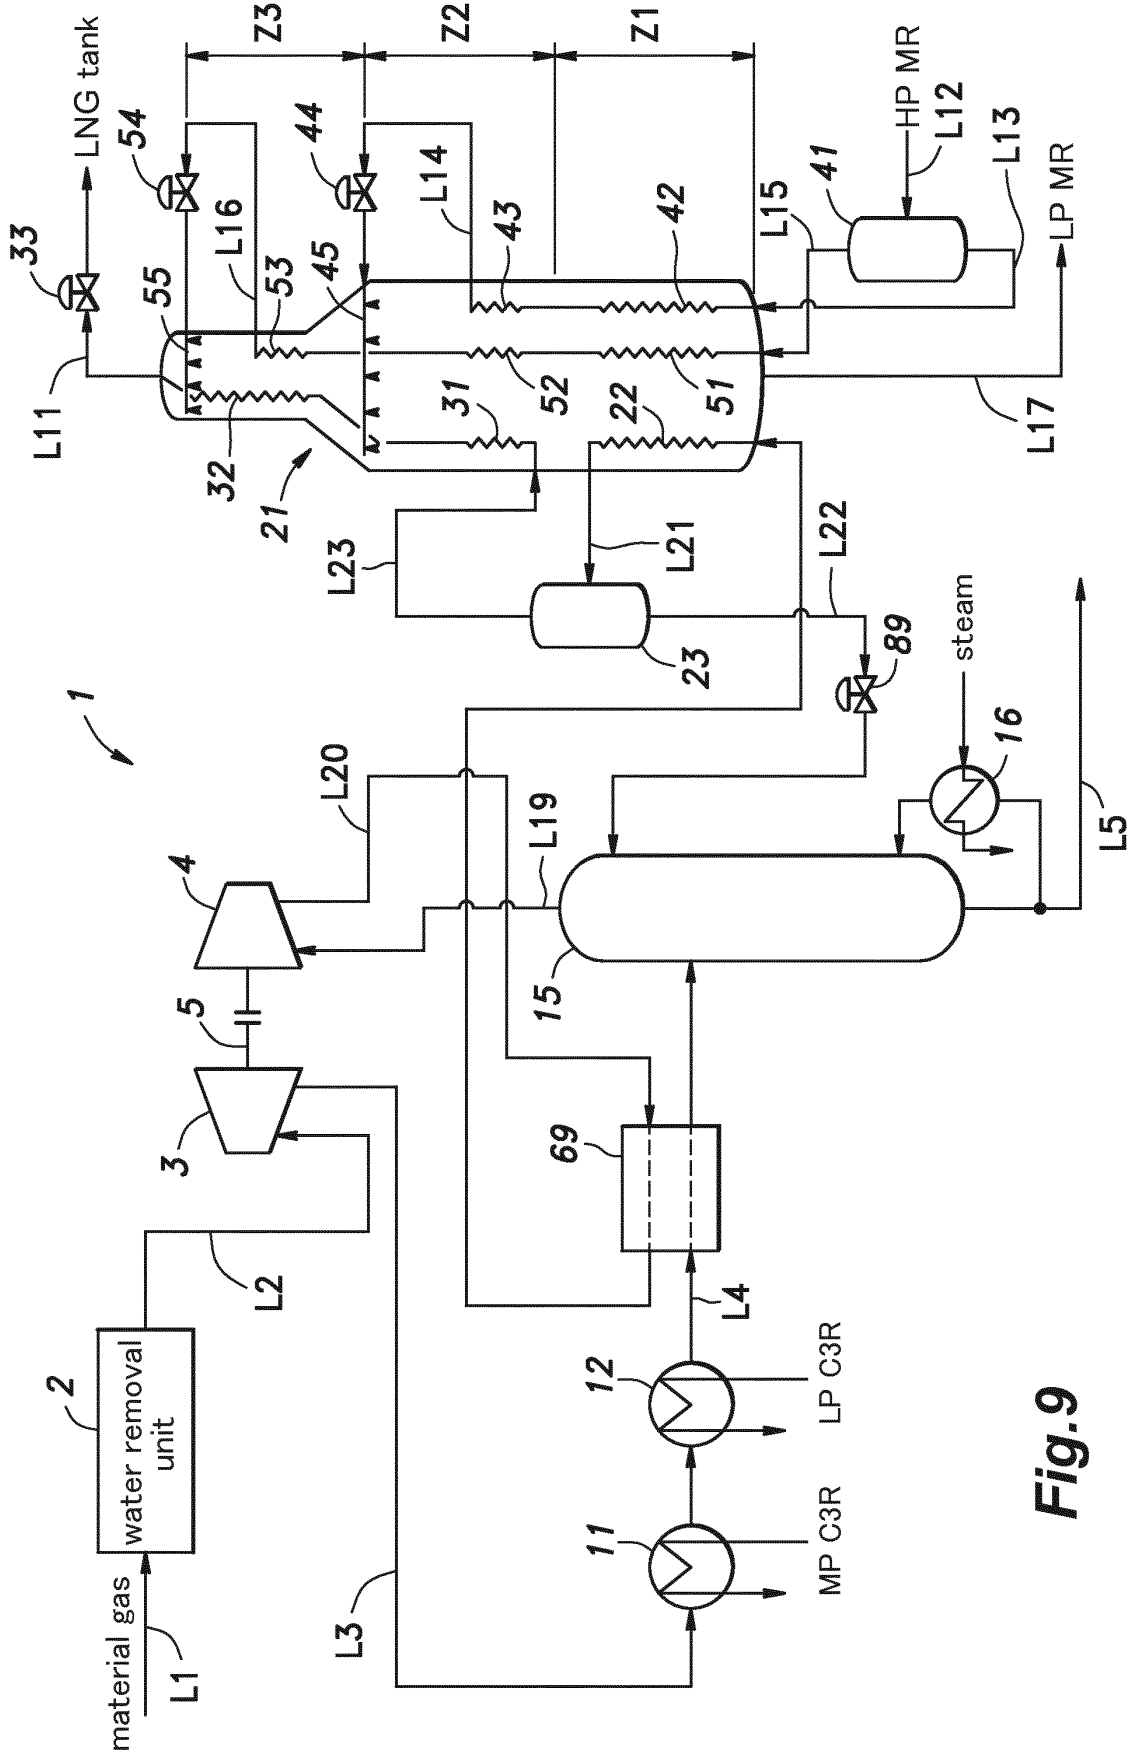 material gas
L1
2
water removal
unit
L2
3
5
4
L3
L20
1
11
MP C3R
12
LP C3R
L4
69
15
L19
16
steam
L5
89
L22
23
L21
L23
21
L11
33
LNG tank
54
55
32
L16
53
45
44
L14
43
42
31
52
22
51
Z3
Z2
Z1
L15
41
HP MR
L12
L13
LP MR
L17
Fig.9